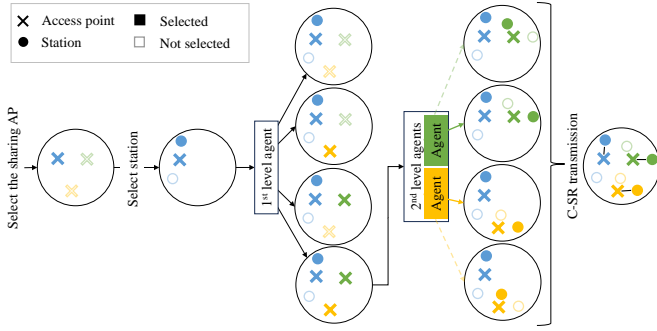 Access point
Selected
Station
Not selected
Select the sharing AP
Select station
1st level agent
2nd level agents
Agent
Agent
C-SR transmission